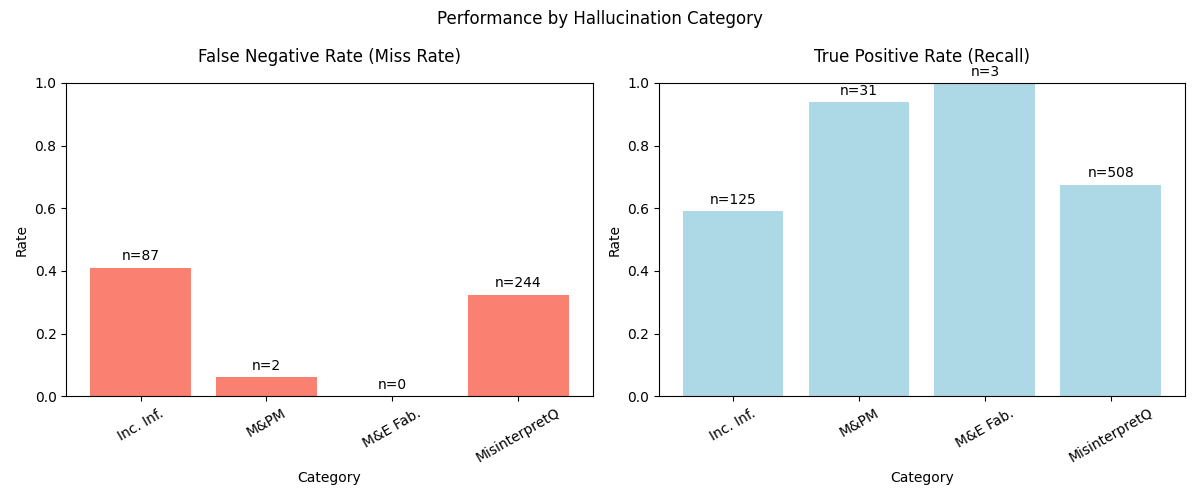 Performance by Hallucination Category
False Negative Rate (Miss Rate)
1.0
0.8
0.6
0.4
0.2
0.0
Rate
n=87
n=2
n=0
n=244
Inc. Inf.
M&PM
M&E Fab.
MisinterpretQ
Category
True Positive Rate (Recall)
1.0
0.8
0.6
0.4
0.2
0.0
Rate
n=125
n=31
n=3
n=508
Inc. Inf.
M&PM
M&E Fab.
MisinterpretQ
Category